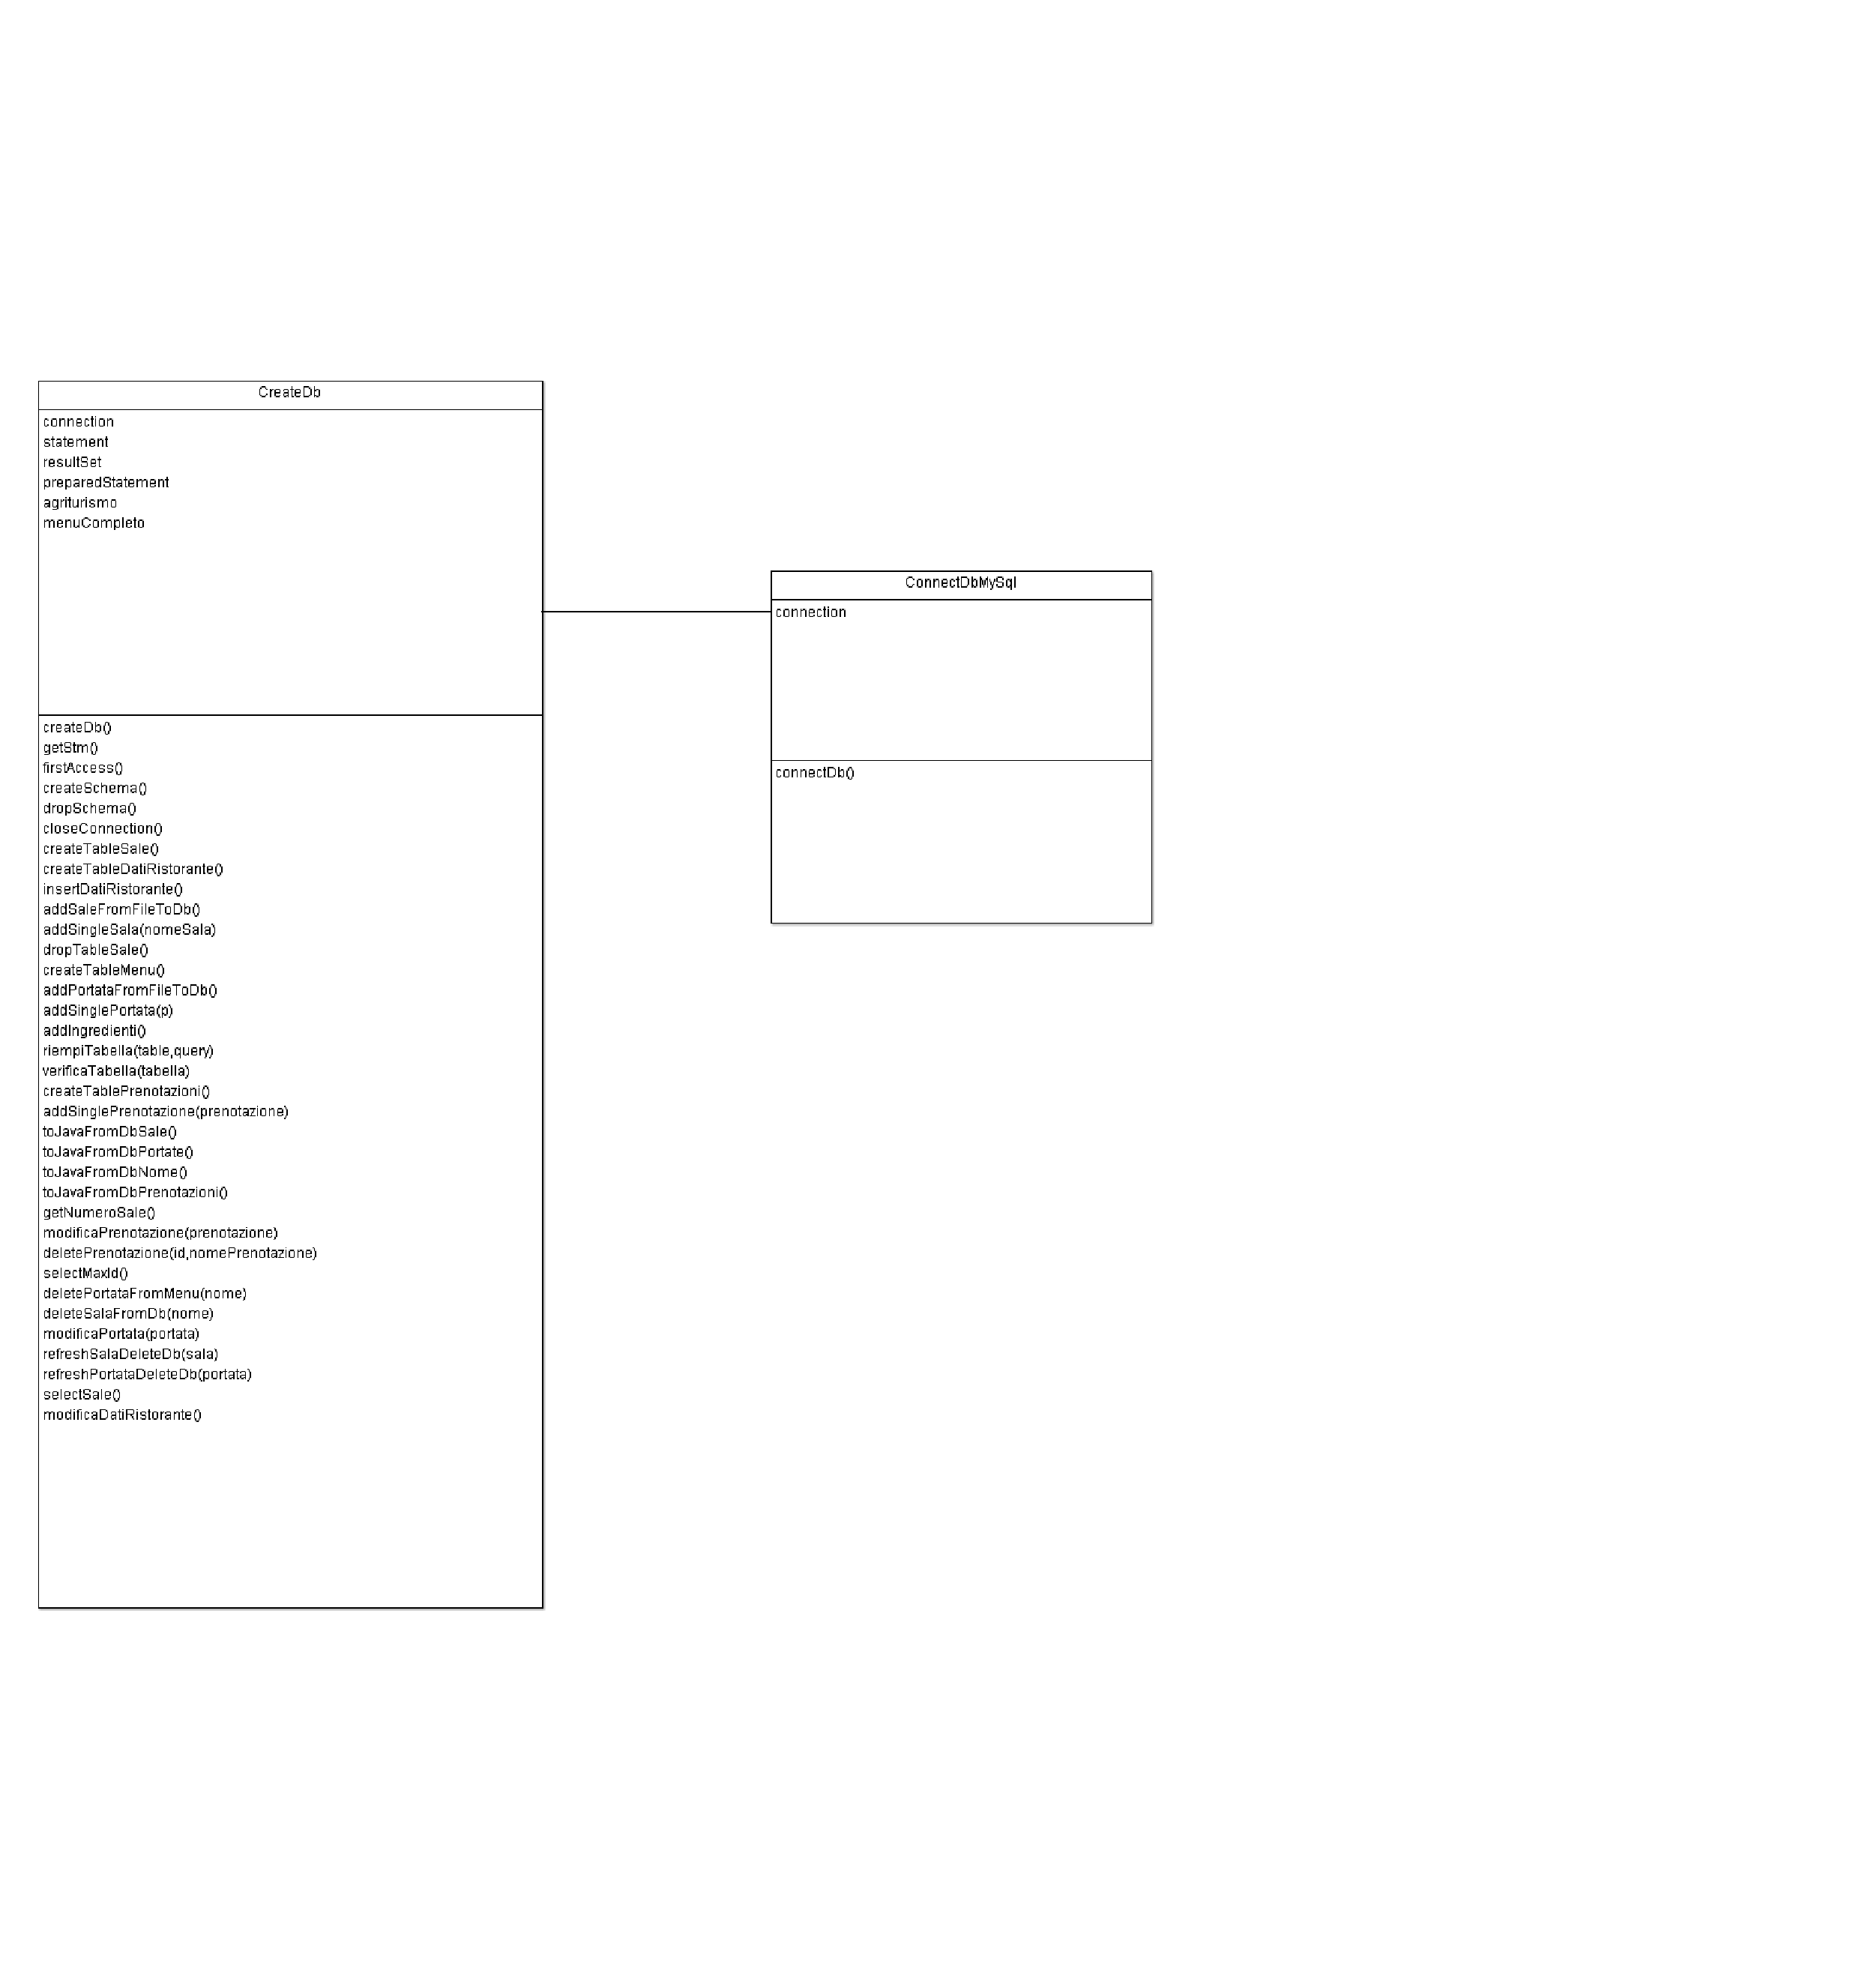 CreateDb
connection
statement
resultSet
preparedStatement
agriturismo
menuCompleto
createDb()
getStm()
firstAccess()
createSchema()
dropSchema()
closeConnection()
createTableSale()
createTableDatiRistorante()
insertDatiRistorante()
addSaleFromFileToDb()
addSingleSala(nomeSala)
dropTableSale()
createTableMenu()
addPortataFromFileToDb()
addSinglePortata(p)
addIngredienti()
riempiTabella(table,query)
verificaTabella(tabella)
createTablePrenotazioni()
addSinglePrenotazione(prenotazione)
toJavaFromDbSale()
toJavaFromDbPortate()
toJavaFromDbNome()
toJavaFromDbPrenotazioni()
getNumeroSale()
modificaPrenotazione(prenotazione)
deletePrenotazione(id,nomePrenotazione)
selectMaxId()
deletePortataFromMenu(nome)
deleteSalaFromDb(nome)
modificaPortata(portata)
refreshSalaDeleteDb(sala)
refreshPortataDeleteDb(portata)
selectSale()
modificaDatiRistorante()
ConnectDbMySql
connection
connectDb()